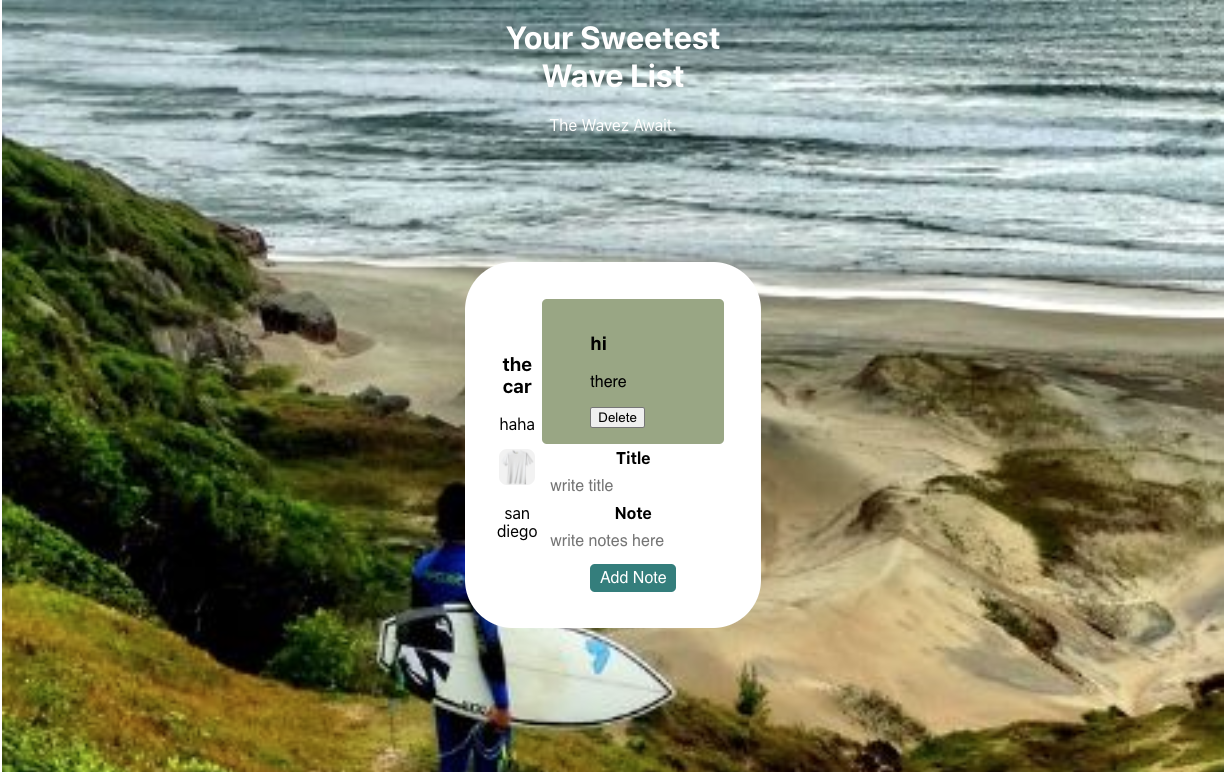 Your Sweetest
Wave List
The Wavez Await.
the
car
haha
san
diego
hi
there
Delete
Title
write title
Note
write notes here
Add Note